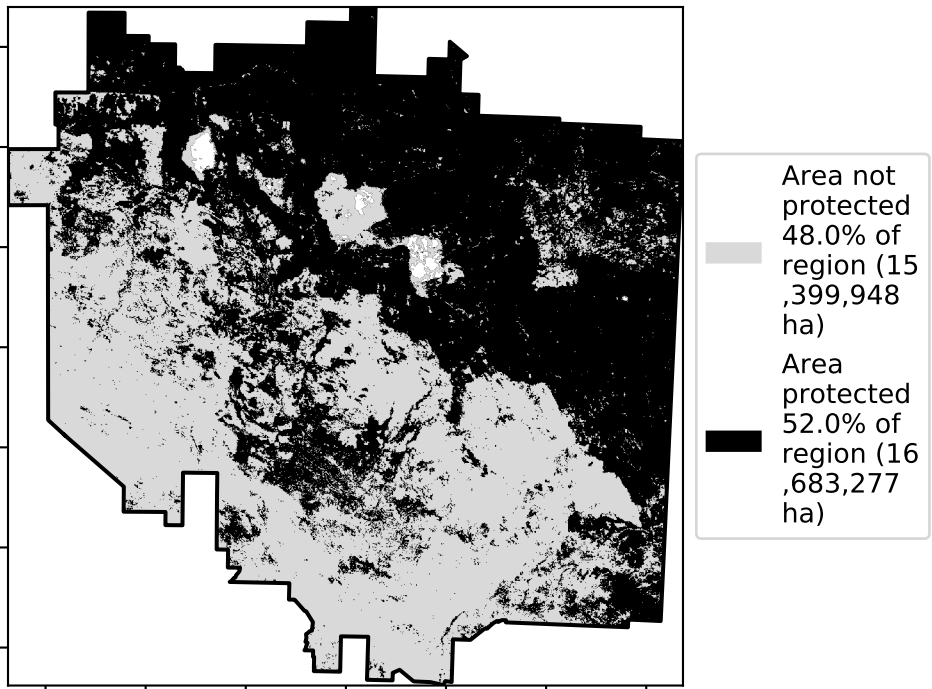 Area not
protected
48.0% of
region (15
,399,948
ha)
Area
protected
52.0% of
region (16
,683,277
ha)